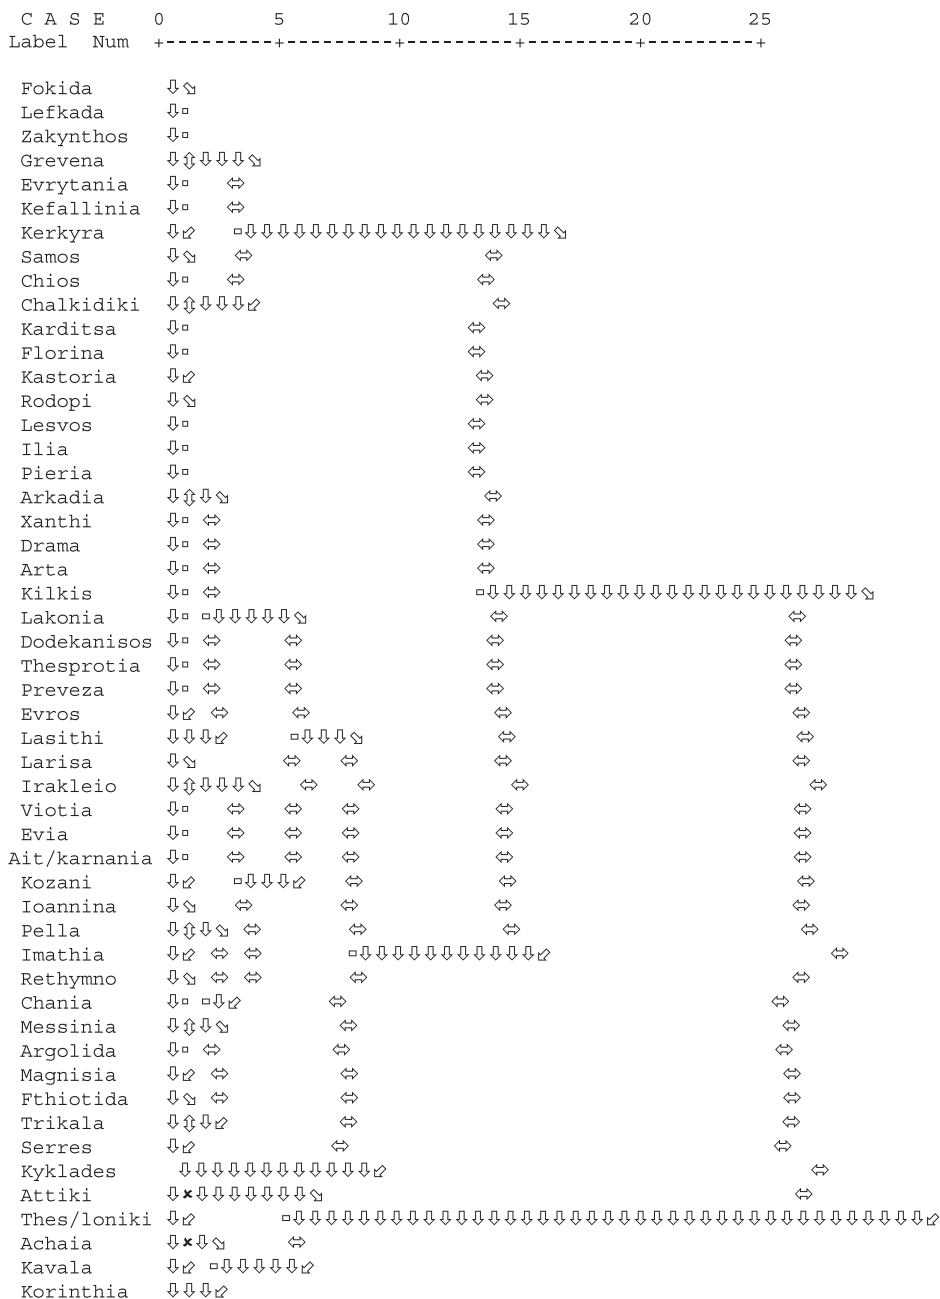 C A S E 0 5 10 15 20 25
Label Num +---------+---------+---------+---------+---------+
Fokida ⇩⇘
Lefkada ⇩▫
Zakynthos ⇩▫
Grevena ⇩⇕⇩⇩⇩⇘
Evrytania ⇩▫ ⇔
Kefallinia ⇩▫ ⇔
Kerkyra ⇩⇙ ▫⇩⇩⇩⇩⇩⇩⇩⇩⇩⇩⇩⇩⇩⇩⇩⇩⇩⇩⇩⇘
Samos ⇩⇘ ⇔ ⇔
Chios ⇩▫ ⇔ ⇔
Chalkidiki ⇩⇕⇩⇩⇩⇙ ⇔
Karditsa ⇩▫ ⇔
Florina ⇩▫ ⇔
Kastoria ⇩⇙ ⇔
Rodopi ⇩⇘ ⇔
Lesvos ⇩▫ ⇔
Ilia ⇩▫ ⇔
Pieria ⇩▫ ⇔
Arkadia ⇩⇕⇩⇘ ⇔
Xanthi ⇩▫ ⇔ ⇔
Drama ⇩▫ ⇔ ⇔
Arta ⇩▫ ⇔ ⇔
Kilkis ⇩▫ ⇔ ▫⇩⇩⇩⇩⇩⇩⇩⇩⇩⇩⇩⇩⇩⇩⇩⇩⇩⇩⇩⇩⇩⇩⇩⇘
Lakonia ⇩▫ ▫⇩⇩⇩⇩⇩⇘ ⇔ ⇔
Dodekanisos ⇩▫ ⇔ ⇔ ⇔ ⇔
Thesprotia ⇩▫ ⇔ ⇔ ⇔ ⇔
Preveza ⇩▫ ⇔ ⇔ ⇔ ⇔
Evros ⇩⇙ ⇔ ⇔ ⇔ ⇔
Lasithi ⇩⇩⇩⇙ ▫⇩⇩⇩⇘ ⇔ ⇔
Larisa ⇩⇘ ⇔ ⇔ ⇔ ⇔
Irakleio ⇩⇕⇩⇩⇩⇘ ⇔ ⇔ ⇔ ⇔
Viotia ⇩▫ ⇔ ⇔ ⇔ ⇔ ⇔
Evia ⇩▫ ⇔ ⇔ ⇔ ⇔ ⇔
Ait/karnania ⇩▫ ⇔ ⇔ ⇔ ⇔ ⇔
Kozani ⇩⇙ ▫⇩⇩⇩⇙ ⇔ ⇔ ⇔
Ioannina ⇩⇘ ⇔ ⇔ ⇔ ⇔
Pella ⇩⇕⇩⇘ ⇔ ⇔ ⇔ ⇔
Imathia ⇩⇙ ⇔ ⇔ ▫⇩⇩⇩⇩⇩⇩⇩⇩⇩⇩⇩⇙ ⇔
Rethymno ⇩⇘ ⇔ ⇔ ⇔ ⇔
Chania ⇩▫ ▫⇩⇙ ⇔ ⇔
Messinia ⇩⇕⇩⇘ ⇔ ⇔
Argolida ⇩▫ ⇔ ⇔ ⇔
Magnisia ⇩⇙ ⇔ ⇔ ⇔
Fthiotida ⇩⇘ ⇔ ⇔ ⇔
Trikala ⇩⇕⇩⇙ ⇔ ⇔
Serres ⇩⇙ ⇔ ⇔
Kyklades ⇩⇩⇩⇩⇩⇩⇩⇩⇩⇩⇩⇩⇙ ⇔
Attiki ⇩×⇩⇩⇩⇩⇩⇩⇩⇘ ⇔
Thes/loniki ⇩⇙ ▫⇩⇩⇩⇩⇩⇩⇩⇩⇩⇩⇩⇩⇩⇩⇩⇩⇩⇩⇩⇩⇩⇩⇩⇩⇩⇩⇩⇩⇩⇩⇩⇩⇩⇩⇩⇩⇩⇩⇩⇙
Achaia ⇩×⇩⇘ ⇔
Kavala ⇩⇙ ▫⇩⇩⇩⇩⇩⇙
Korinthia ⇩⇩⇩⇙